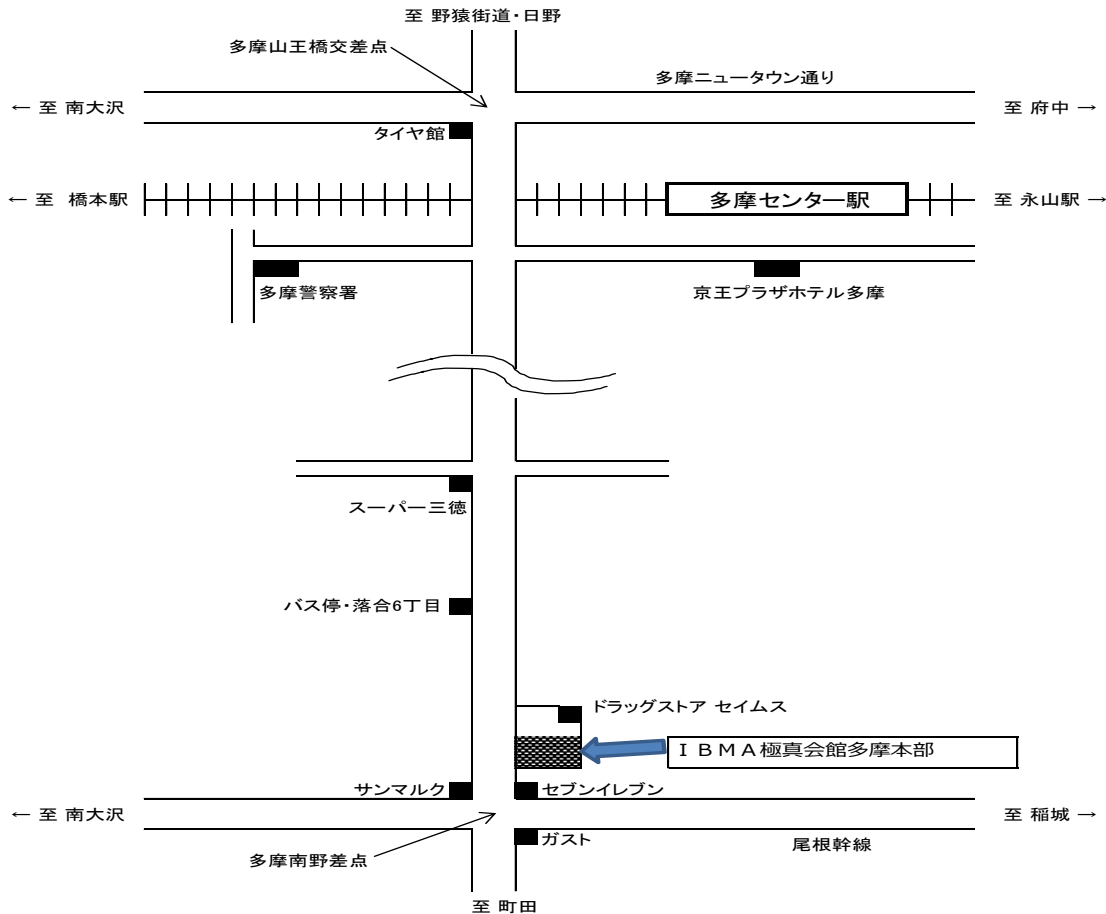 至 野猿街道・日野
多摩山王橋交差点
多摩ニュータウン通り
← 至 南大沢
至 府中 →
タイヤ館
← 至 橋本駅
多摩センター駅
至 永山駅 →
多摩警察署
京王プラザホテル多摩
スーパー三徳
バス停・落合6丁目
ドラッグストア セイムス
ＩＢＭＡ極真会館多摩本部
サンマルク
セブンイレブン
← 至 南大沢
至 稲城 →
ガスト
尾根幹線
多摩南野差点
至 町田